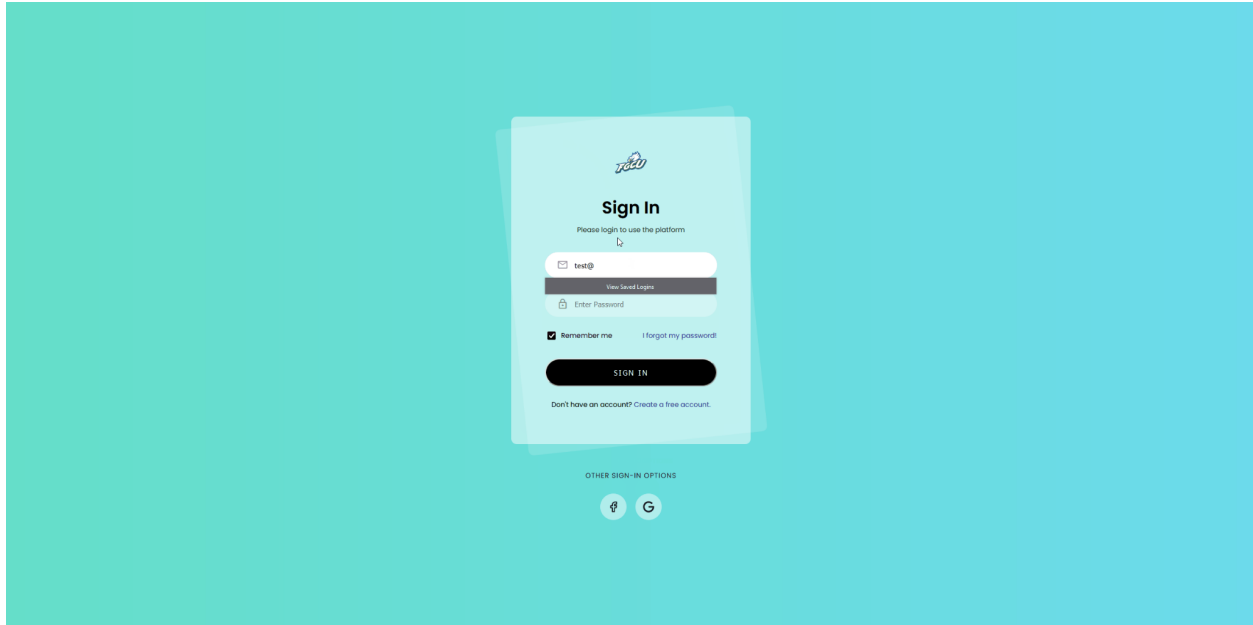 FGCU
Sign In
Please login to use the platform
test@
View Saved Logins
Enter Password
Remember me I forgot my password!
SIGN IN
Don't have an account? Create a free account.
OTHER SIGN-IN OPTIONS